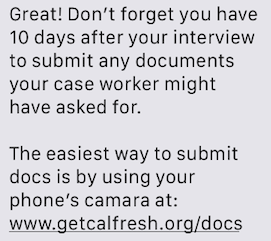 Great! Don't forget you have
10 days after your interview
to submit any documents
your case worker might
have asked for.

The easiest way to submit
docs is by using your
phone's camara at:
www.getcalfresh.org/docs